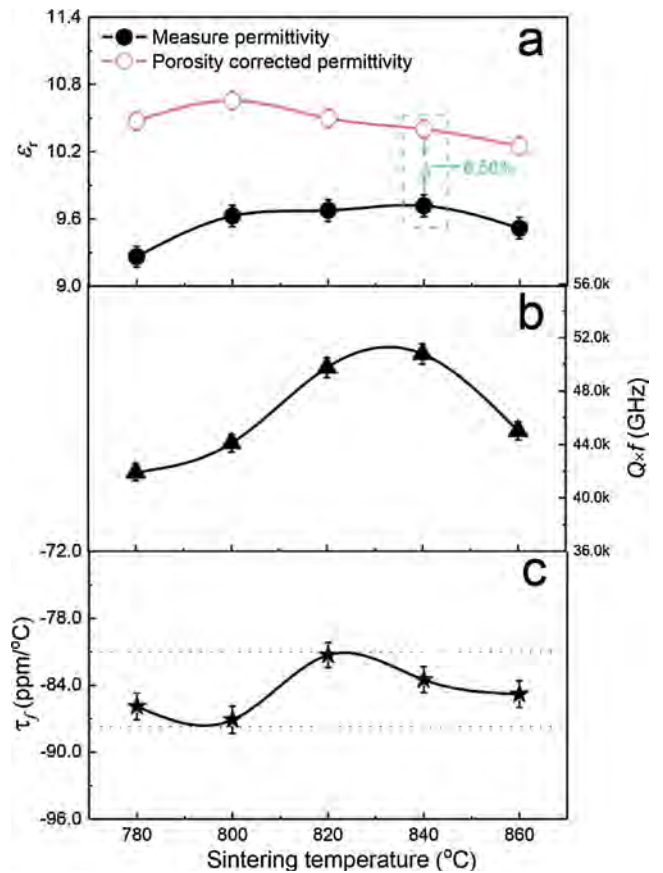 11.4
10.8
10.2
9.6
9.0
εr
Measure permittivity
Porosity corrected permittivity
a
56.0k
52.0k
48.0k
44.0k
40.0k
36.0k
Q×f (GHz)
b
-72.0
-78.0
-84.0
-90.0
-96.0
τf (ppm/ºC)
c
780 800 820 840 860
Sintering temperature (ºC)